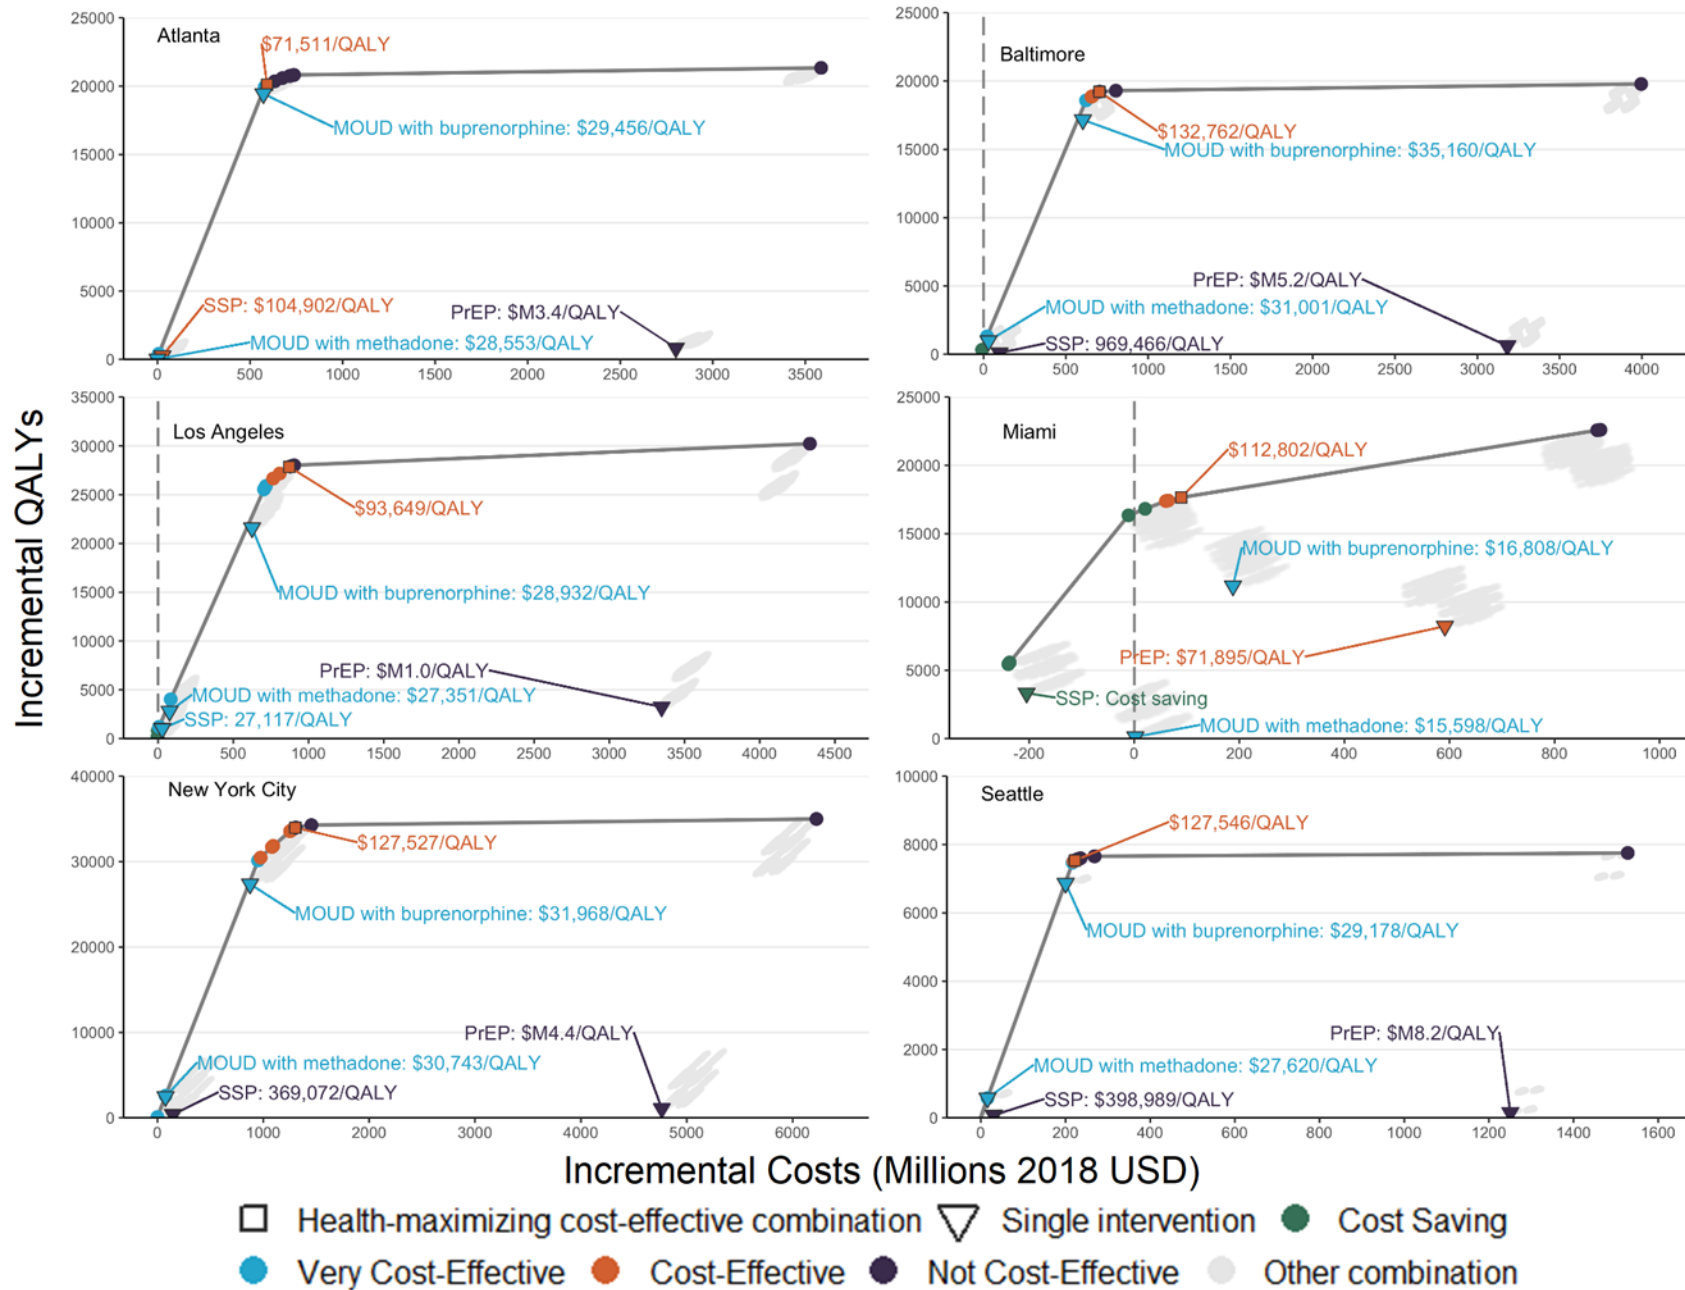 Incremental QALYs
Atlanta
25000
20000
15000
10000
5000
0
$71,511/QALY
MOUD with buprenorphine: $29,456/QALY
SSP: $104,902/QALY
PrEP: $M3.4/QALY
MOUD with methadone: $28,553/QALY
0 500 1000 1500 2000 2500 3000 3500
Baltimore
25000
20000
15000
10000
5000
0
$132,762/QALY
MOUD with buprenorphine: $35,160/QALY
PrEP: $M5.2/QALY
MOUD with methadone: $31,001/QALY
SSP: 969,466/QALY
0 500 1000 1500 2000 2500 3000 3500 4000
Los Angeles
35000
30000
25000
20000
15000
10000
5000
0
$93,649/QALY
MOUD with buprenorphine: $28,932/QALY
PrEP: $M1.0/QALY
MOUD with methadone: $27,351/QALY
SSP: 27,117/QALY
0 500 1000 1500 2000 2500 3000 3500 4000 4500
Miami
25000
20000
15000
10000
5000
0
$112,802/QALY
MOUD with buprenorphine: $16,808/QALY
PrEP: $71,895/QALY
SSP: Cost saving
MOUD with methadone: $15,598/QALY
-200 0 200 400 600 800 1000
New York City
40000
30000
20000
10000
0
$127,527/QALY
MOUD with buprenorphine: $31,968/QALY
PrEP: $M4.4/QALY
MOUD with methadone: $30,743/QALY
SSP: 369,072/QALY
0 1000 2000 3000 4000 5000 6000
Seattle
10000
8000
6000
4000
2000
0
$127,546/QALY
MOUD with buprenorphine: $29,178/QALY
PrEP: $M8.2/QALY
MOUD with methadone: $27,620/QALY
SSP: $398,989/QALY
0 200 400 600 800 1000 1200 1400 1600
Incremental Costs (Millions 2018 USD)
Health-maximizing cost-effective combination Single intervention Cost Saving
Very Cost-Effective Cost-Effective Not Cost-Effective Other combination